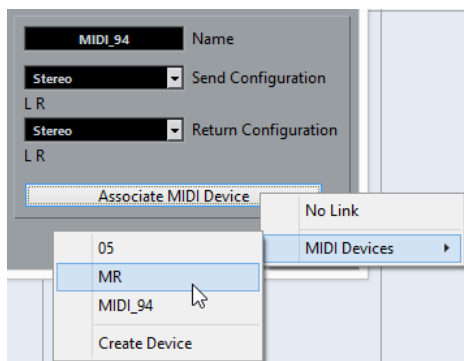 MIDI_94 Name
Stereo Send Configuration
L R
Stereo Return Configuration
L R
Associate MIDI Device
No Link
MIDI Devices
05
MR
MIDI_94
Create Device